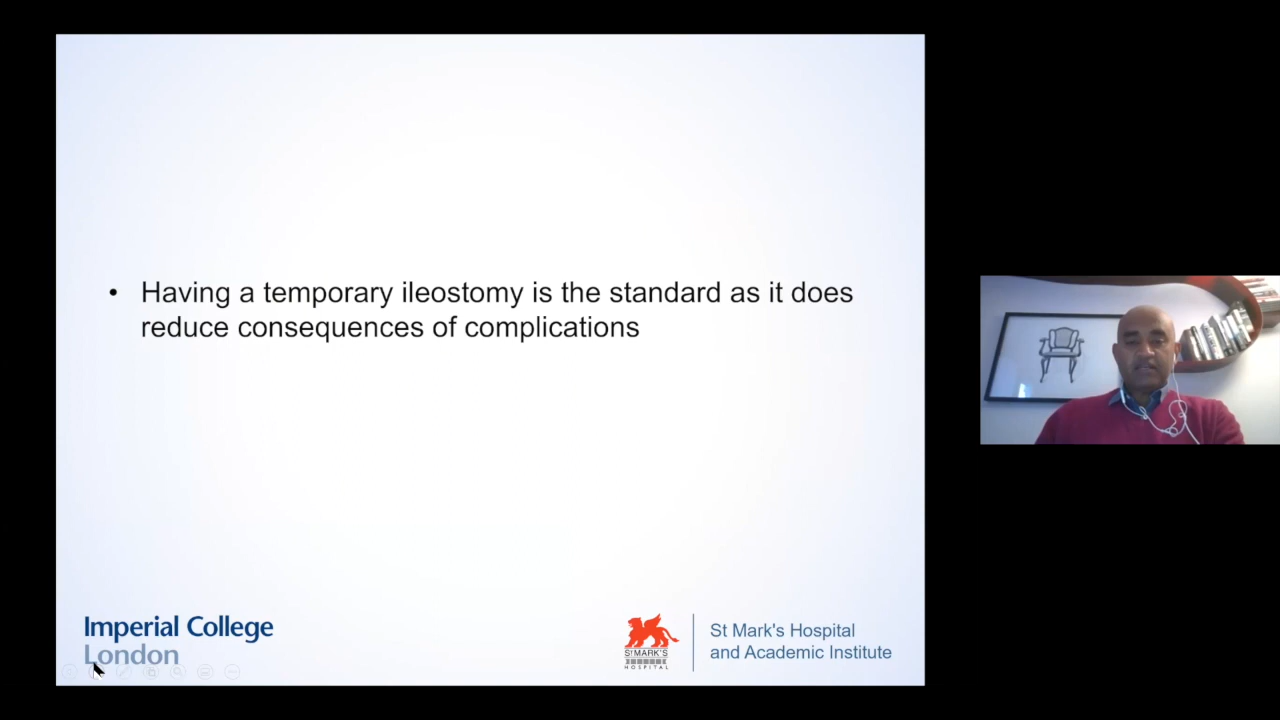 • Having a temporary ileostomy is the standard as it does
reduce consequences of complications
Imperial College
London
ST MARK'S
HOSPITAL
St Mark's Hospital
and Academic Institute